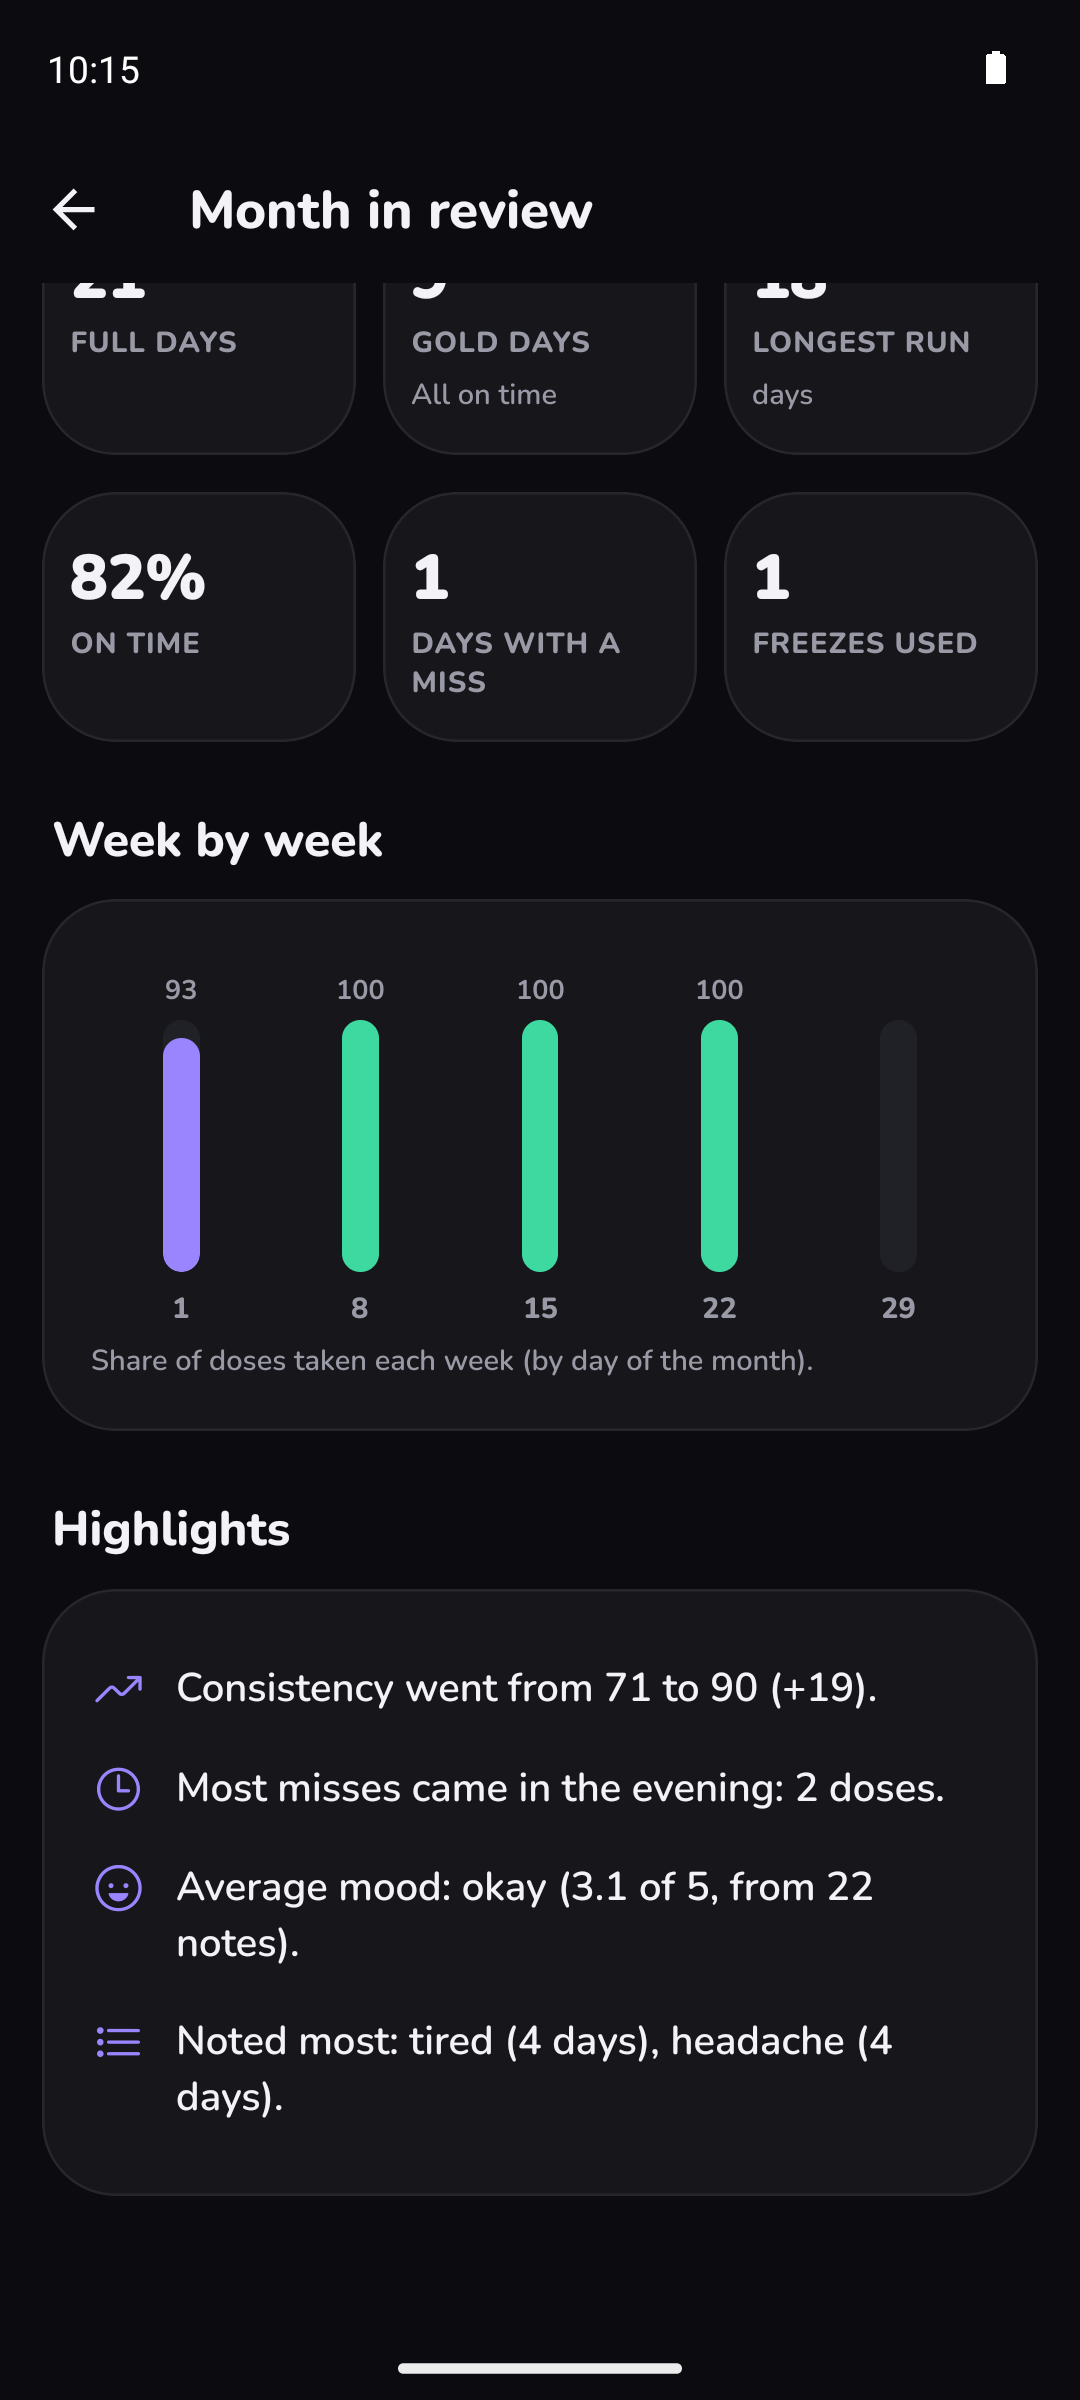 10:15
Month in review
21
18
FULL DAYS
GOLD DAYS
LONGEST RUN
All on time
days
82%
1
1
ON TIME
DAYS WITH A
MISS
FREEZES USED
Week by week
93
100
100
100
1
8
15
22
29
Share of doses taken each week (by day of the month).
Highlights
Consistency went from 71 to 90 (+19).
Most misses came in the evening: 2 doses.
Average mood: okay (3.1 of 5, from 22
notes).
Noted most: tired (4 days), headache (4
days).